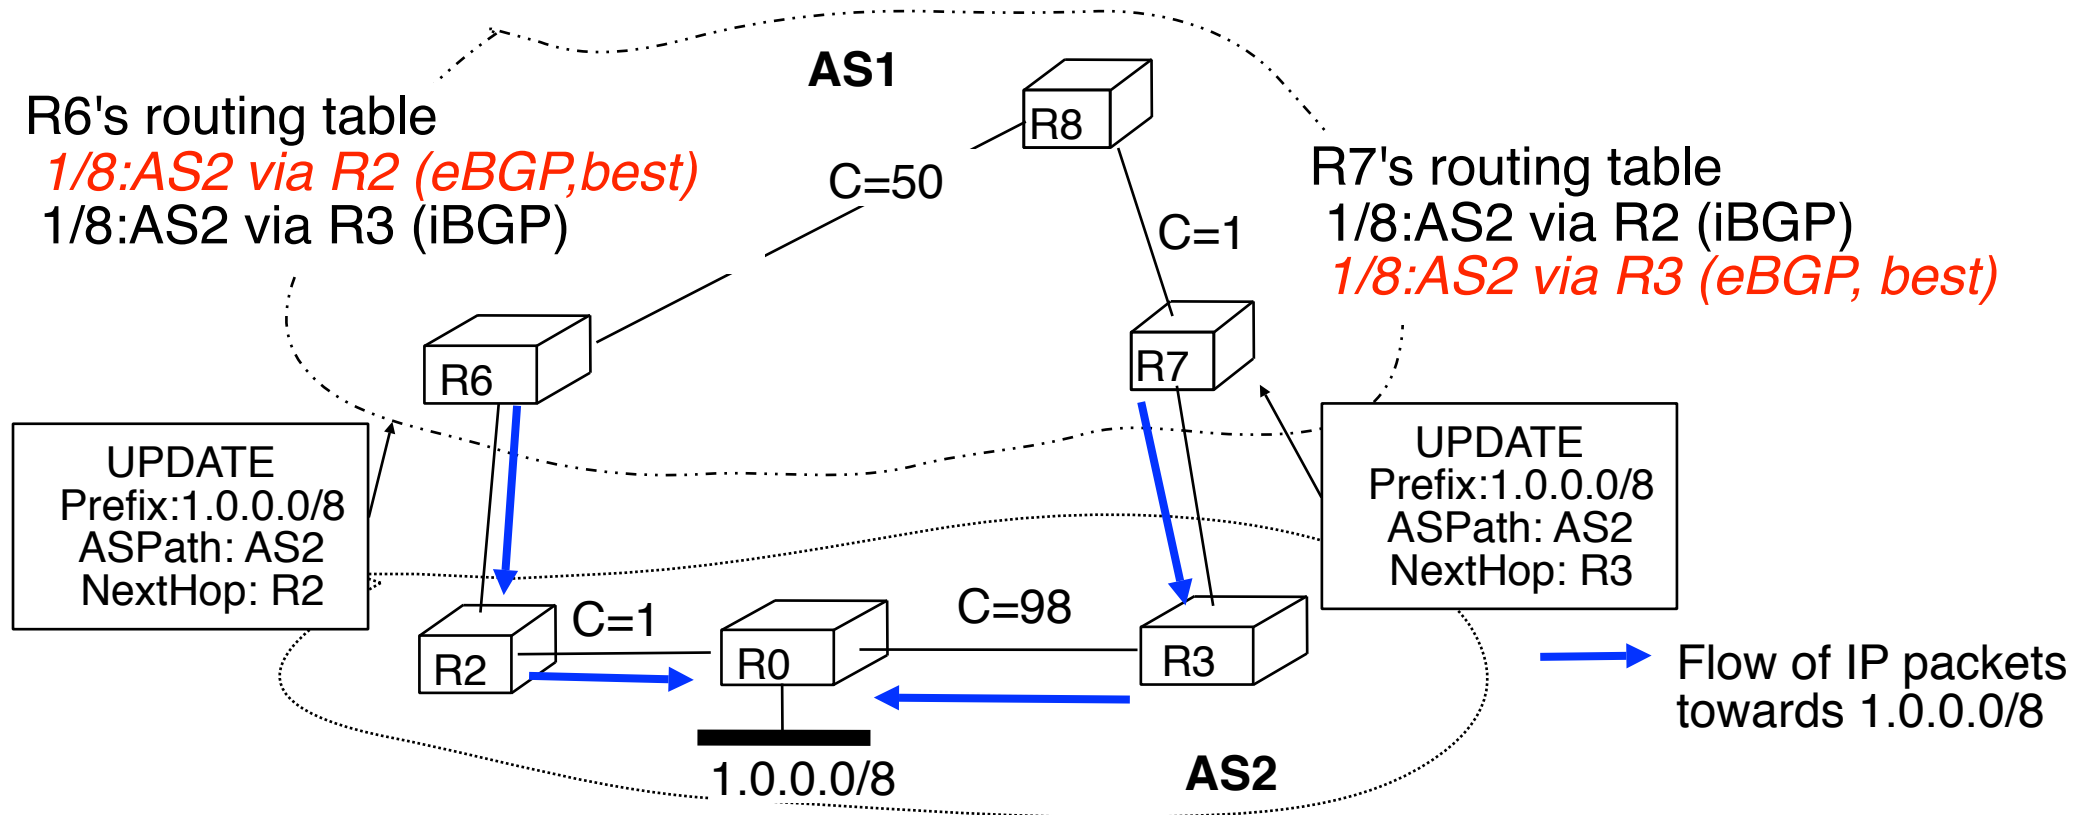 AS1
R8
R6's routing table
1/8:AS2 via R2 (eBGP,best)
1/8:AS2 via R3 (iBGP)
C=50
R7's routing table
1/8:AS2 via R2 (iBGP)
1/8:AS2 via R3 (eBGP, best)
C=1
R6
R7
UPDATE
Prefix:1.0.0.0/8
ASPath: AS2
NextHop: R2
UPDATE
Prefix:1.0.0.0/8
ASPath: AS2
NextHop: R3
C=1
C=98
R2
R0
R3
Flow of IP packets
towards 1.0.0.0/8
1.0.0.0/8
AS2